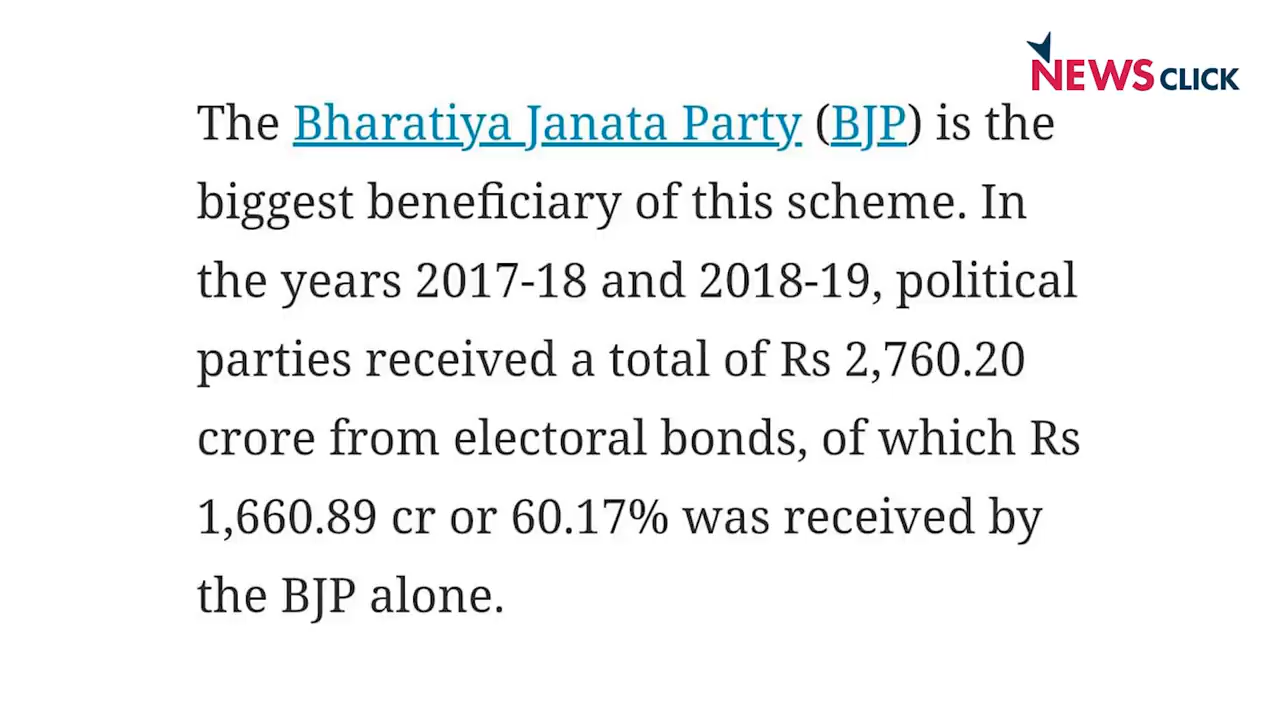 NEWS CLICK
The Bharatiya Janata Party (BJP) is the
biggest beneficiary of this scheme. In
the years 2017-18 and 2018-19, political
parties received a total of Rs 2,760.20
crore from electoral bonds, of which Rs
1,660.89 cr or 60.17% was received by
the BJP alone.